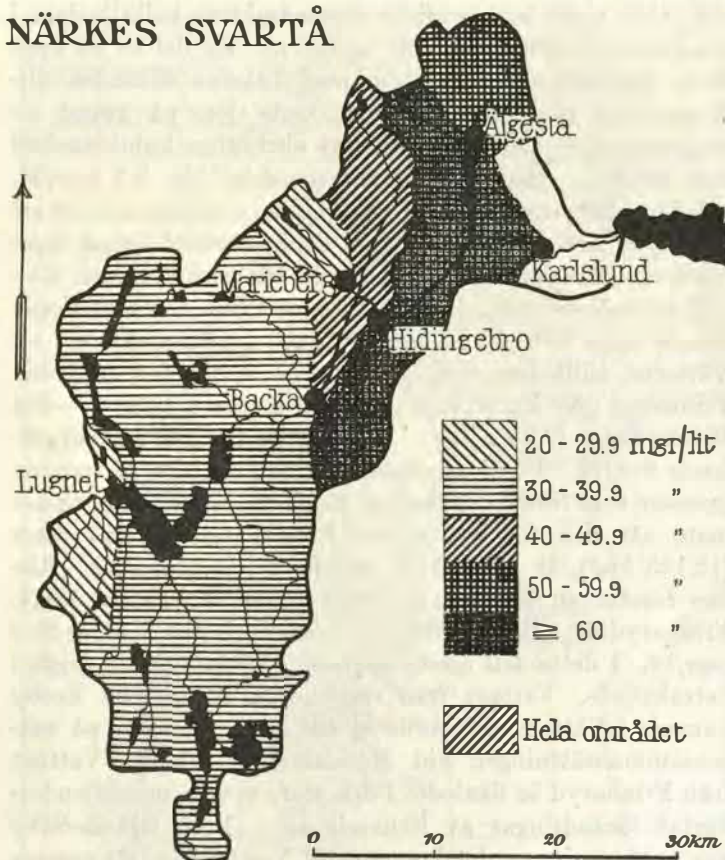 NÄRKES SVARTÅ
Älgesta.
Karlslund.
Marieberg
Hidingebro
Backa
Lugnet
20 - 29.9 mgr/lit
30 - 39.9 "
40 - 49.9 "
50 - 59.9 "
≧ 60 "
Hela området
0 10 20 30km